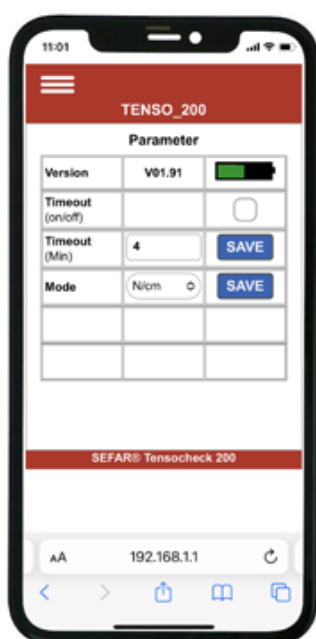 11:01
TENSO_200
Parameter
Version V01.91
Timeout
(on/off)
Timeout
(Min) 4 SAVE
Mode N/cm SAVE
SEFAR® Tensocheck 200
AA 192.168.1.1